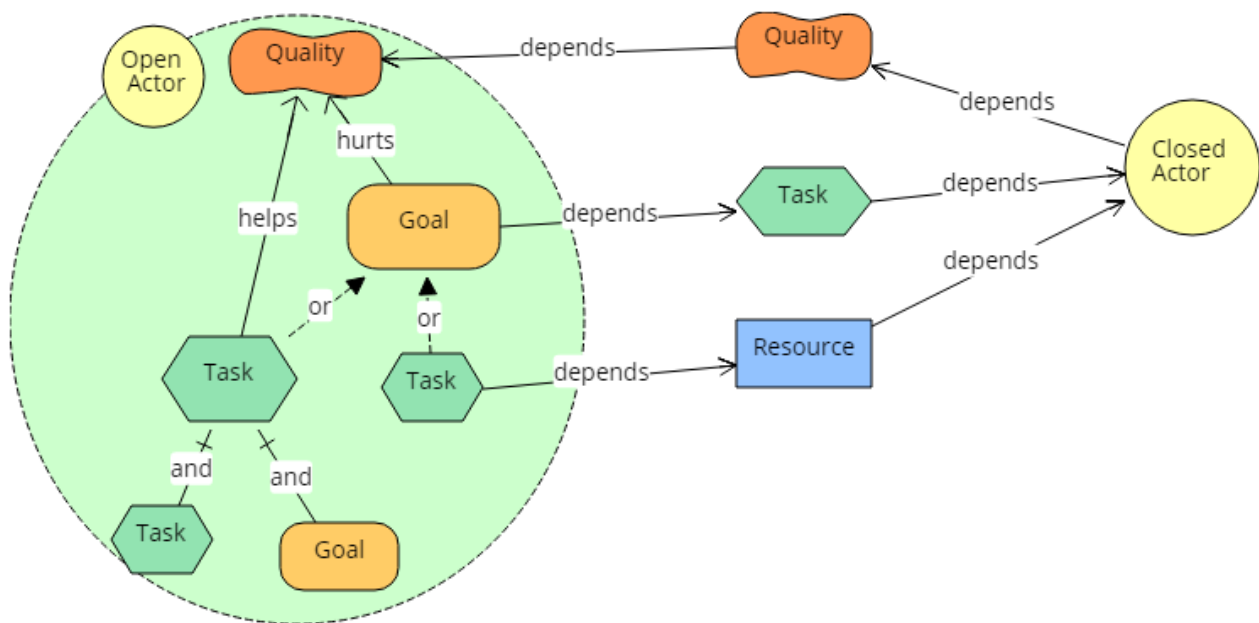 Open
Actor
Quality
depends
Quality
depends
hurts
Closed
Actor
helps
Goal
depends
Task
depends
depends
or
or
Resource
Task
Task
depends
and
and
Task
Goal